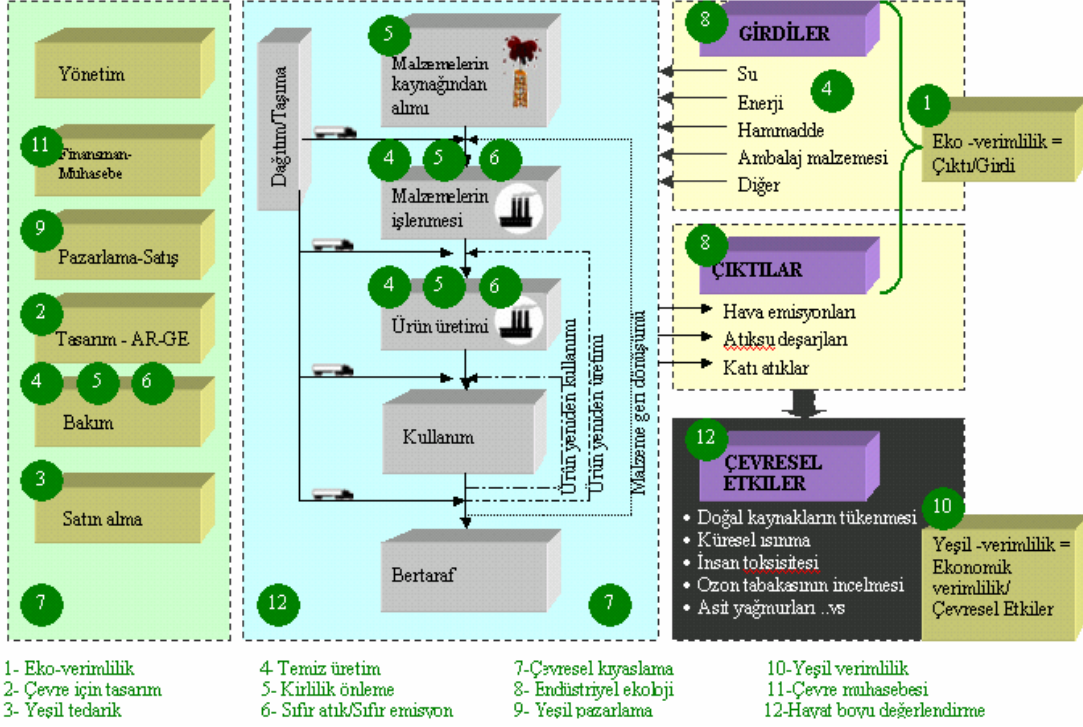 Yönetim
11
Finansman-
Muhasebe
9
Pazarlama-Satış
2
Tasarım - AR-GE
4 5 6
Bakım
3
Satın alma
7
Dağıtım/Taşıma
5
Malzemelerin
kaynağından
alımı
4 5 6
Malzemelerin
işlenmesi
4 5 6
Ürün üretimi
Kullanım
Bertaraf
Ürün yeniden kullanımı
Ürün yeniden üretimi
Malzeme geri dönüşümü
12
7
8
GİRDİLER
4
Su
Enerji
Hammadde
Ambalaj malzemesi
Diğer
1
Eko -verimlilik =
Çıktı/Girdi
8
ÇIKTILAR
Hava emisyonları
Atıksu deşarjları
Katı atıklar
12
ÇEVRESEL
ETKİLER
• Doğal kaynakların tükenmesi
• Küresel ısınma
• İnsan toksisitesi
• Ozon tabakasının incelmesi
• Asit yağmurları ..vs
10
Yeşil -verimlilik =
Ekonomik
verimlilik/
Çevresel Etkiler
1- Eko-verimlilik
2- Çevre için tasarım
3- Yeşil tedarik
4- Temiz üretim
5- Kirlilik önleme
6- Sıfır atık/Sıfır emisyon
7-Çevresel kıyaslama
8- Endüstriyel ekoloji
9- Yeşil pazarlama
10-Yeşil verimlilik
11-Çevre muhasebesi
12-Hayat boyu değerlendirme